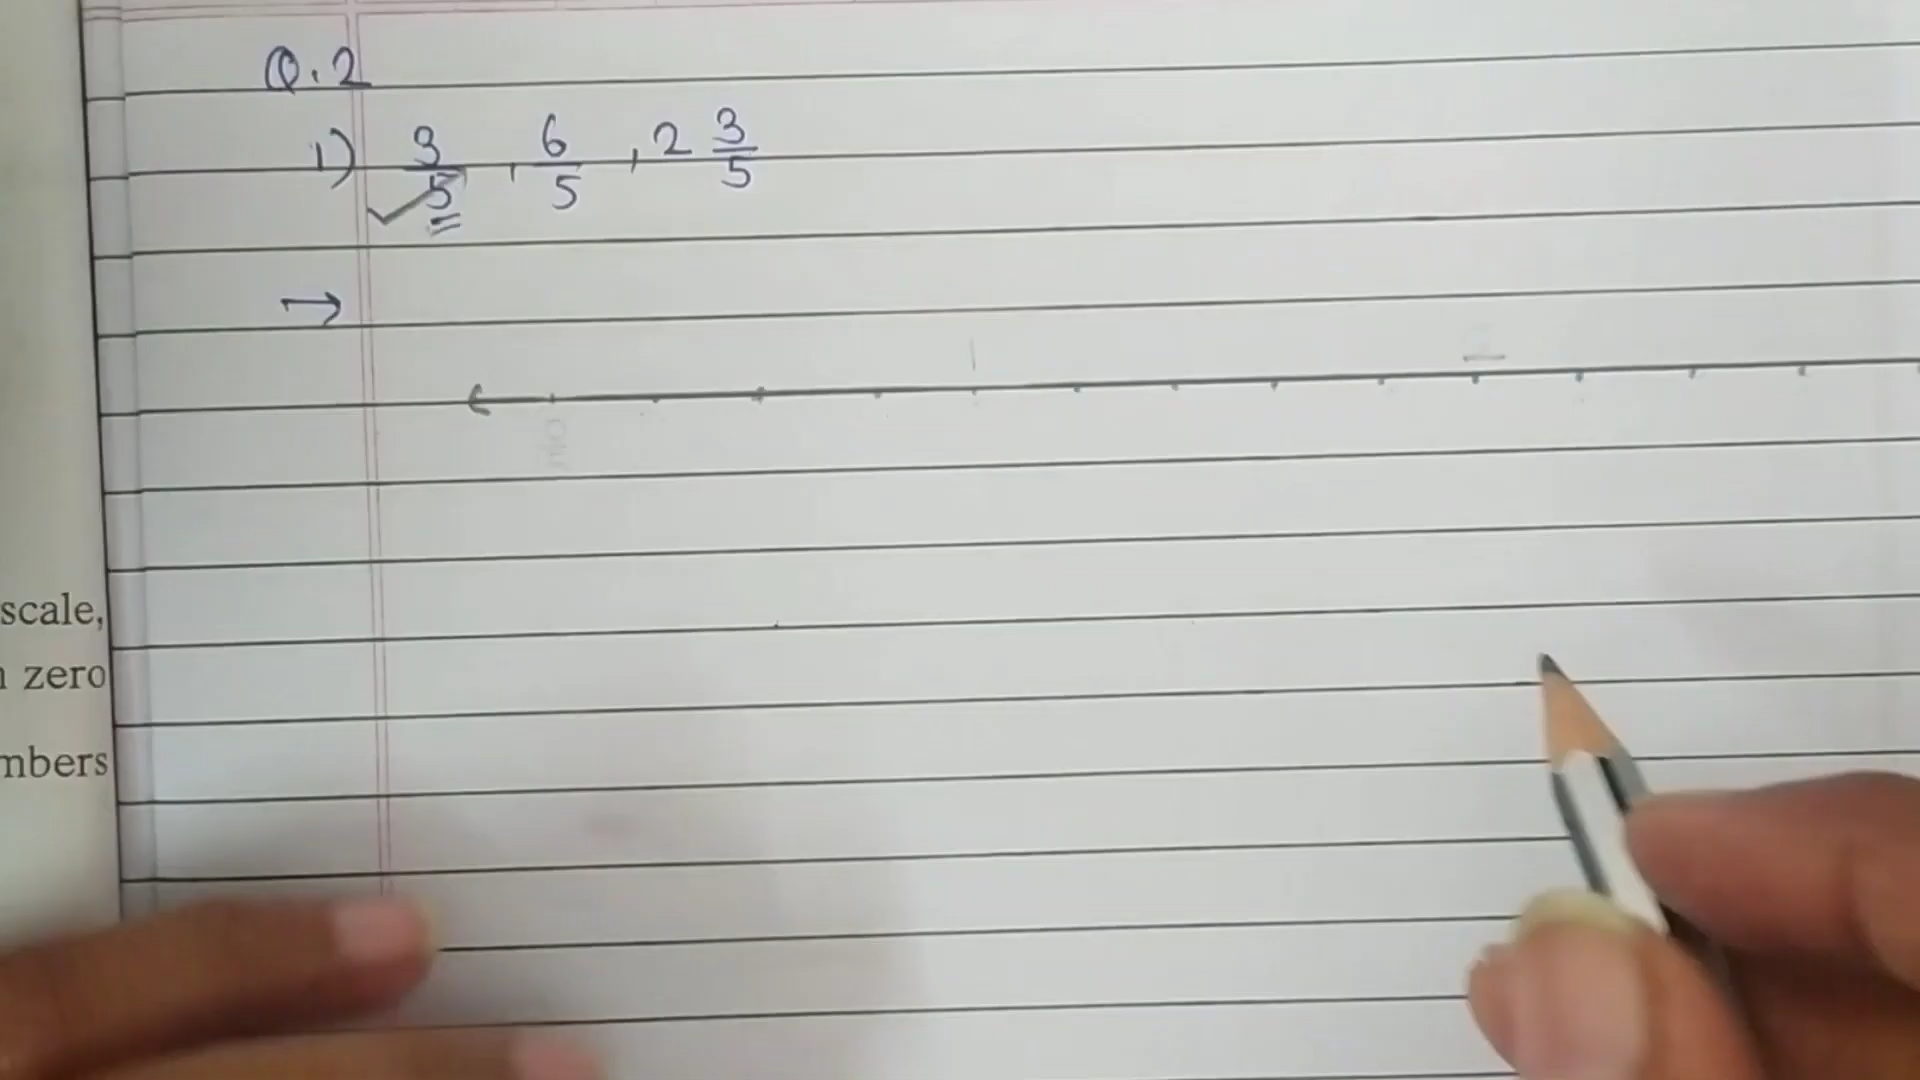 Q.2
1) 3/5 , 6/5 , 2 3/5
→
scale,
zero
mbers